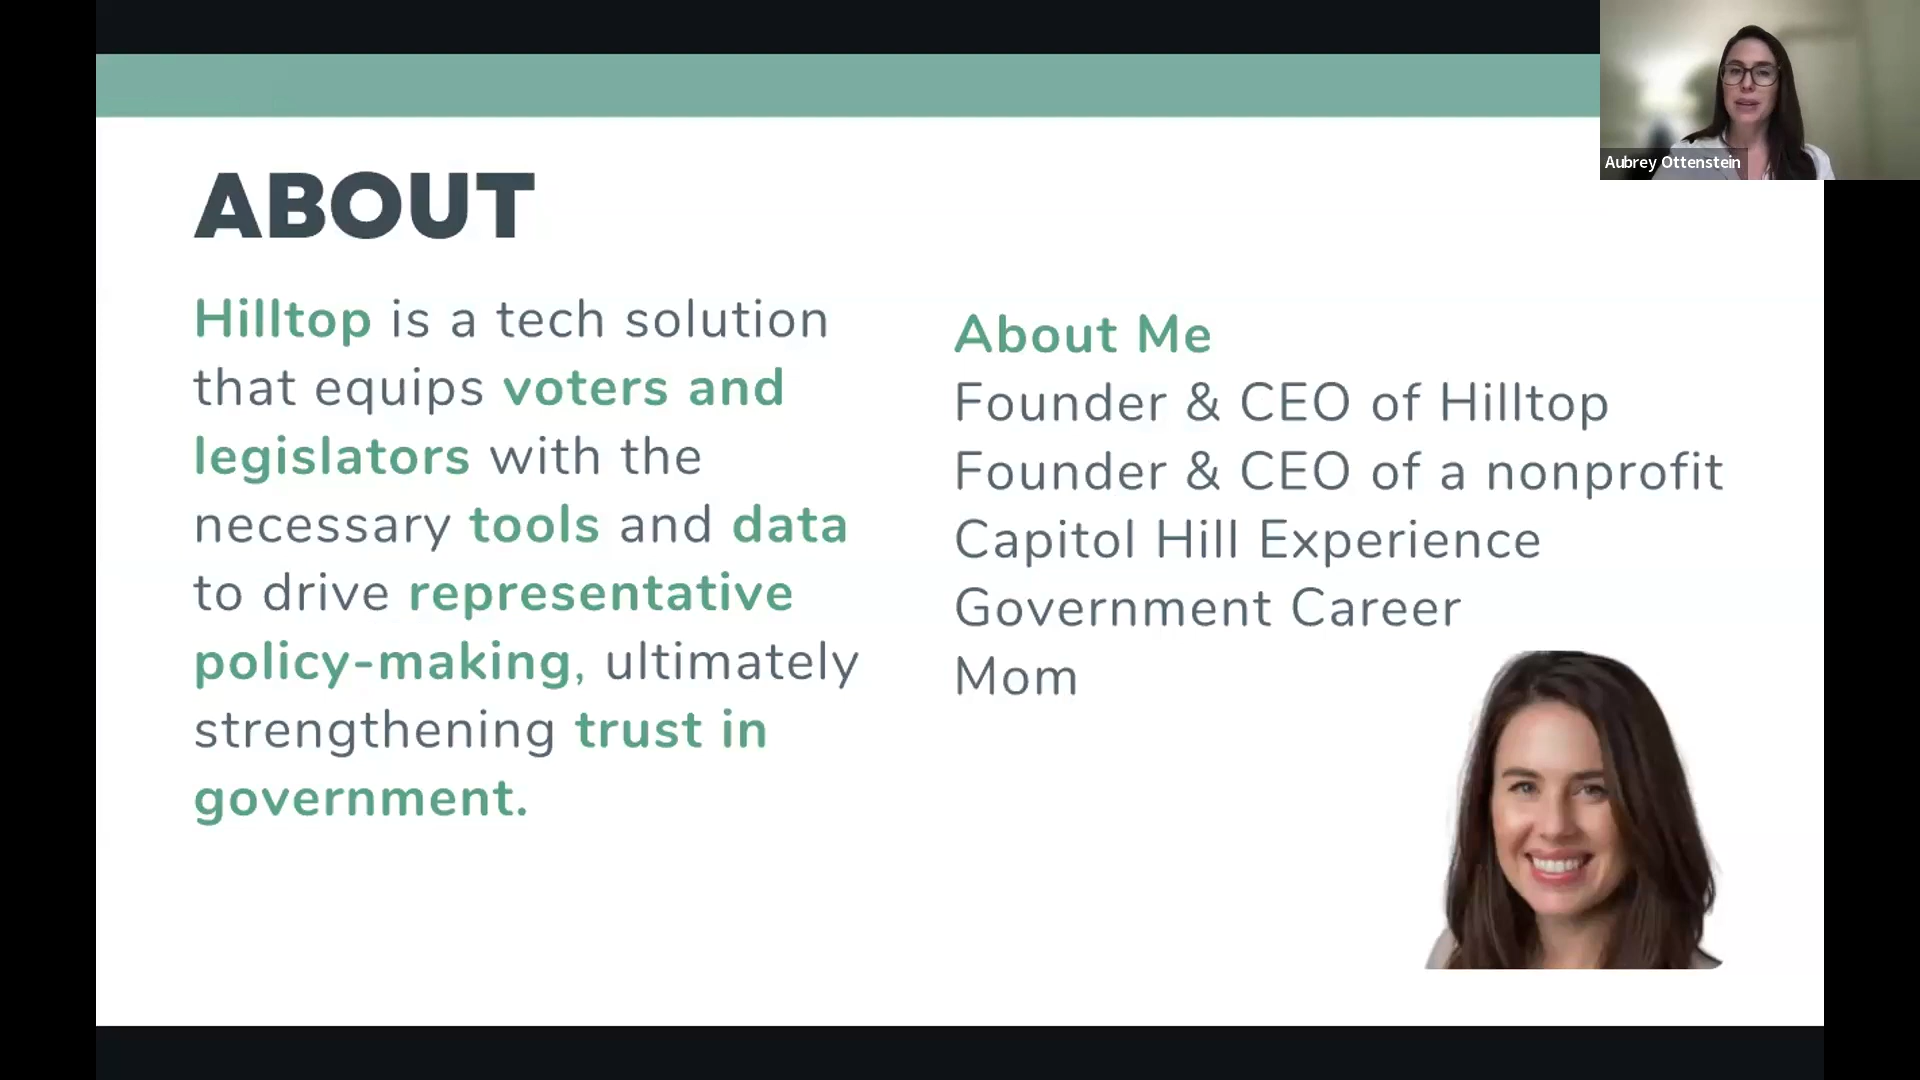 Aubrey Ottenstein
ABOUT
Hilltop is a tech solution
that equips voters and
legislators with the
necessary tools and data
to drive representative
policy-making, ultimately
strengthening trust in
government.
About Me
Founder & CEO of Hilltop
Founder & CEO of a nonprofit
Capitol Hill Experience
Government Career
Mom